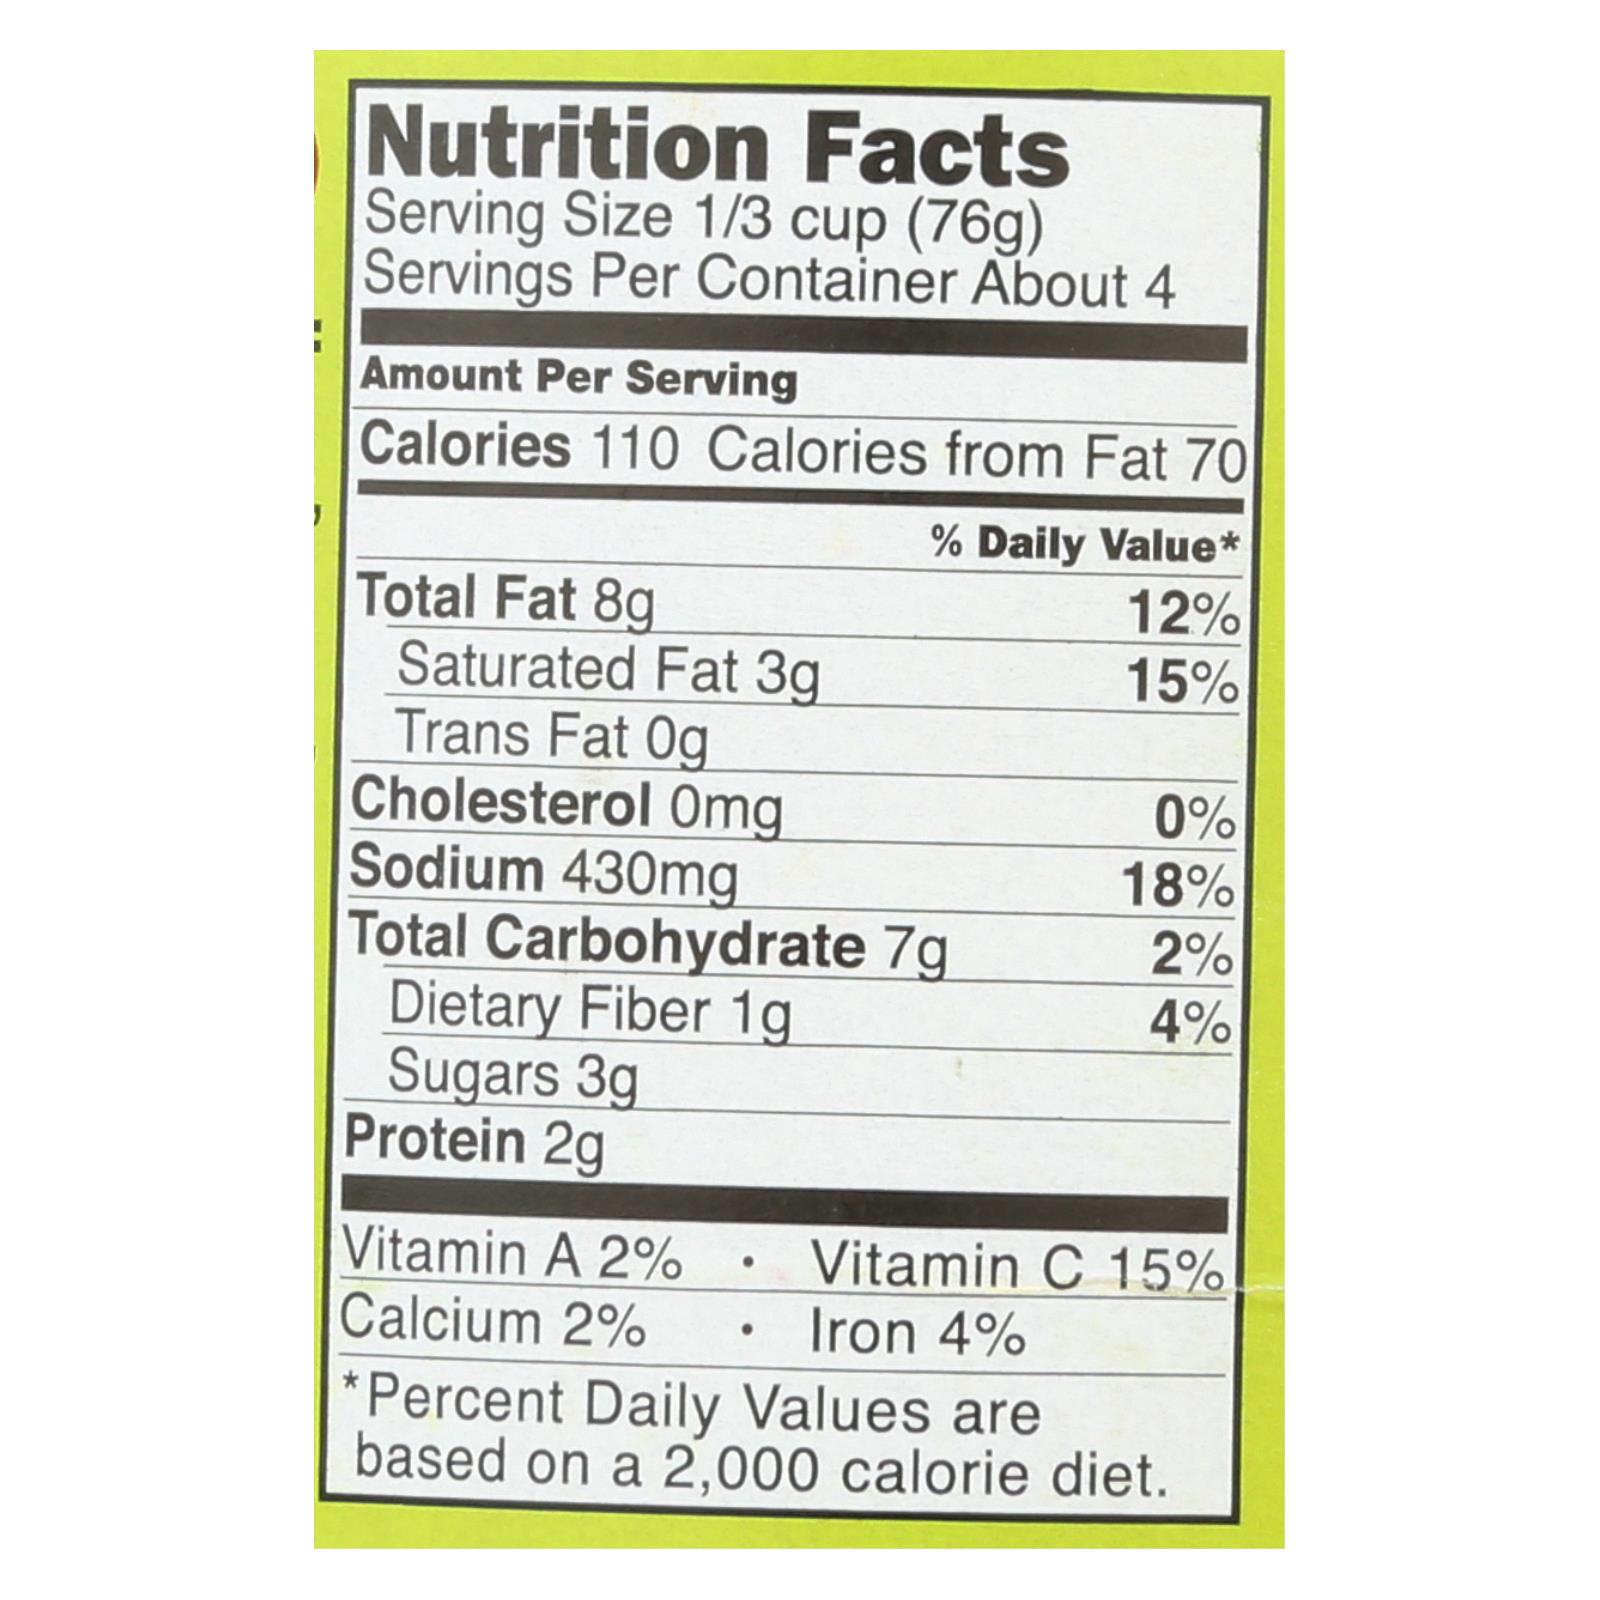 Nutrition Facts
Serving Size 1/3 cup (76g)
Servings Per Container About 4
Amount Per Serving
Calories 110 Calories from Fat 70
% Daily Value*
Total Fat 8g 12%
Saturated Fat 3g 15%
Trans Fat 0g
Cholesterol 0mg 0%
Sodium 430mg 18%
Total Carbohydrate 7g 2%
Dietary Fiber 1g 4%
Sugars 3g
Protein 2g
Vitamin A 2% • Vitamin C 15%
Calcium 2% • Iron 4%
*Percent Daily Values are
based on a 2,000 calorie diet.